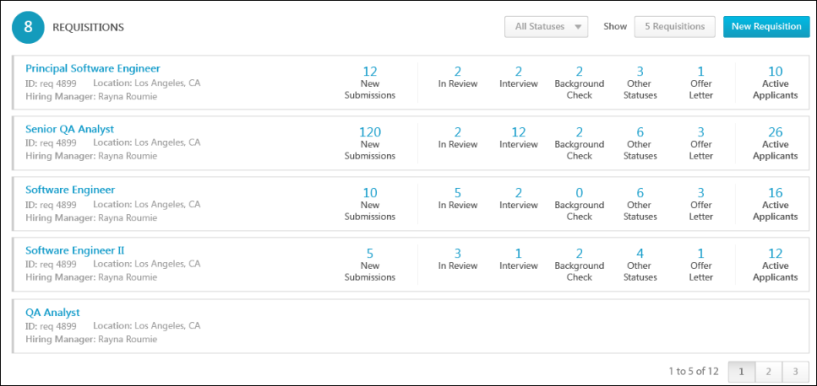 8 REQUISITIONS All Statuses Show 5 Requisitions New Requisition
Principal Software Engineer
ID: req 4899 Location: Los Angeles, CA
Hiring Manager: Rayna Roumie
12 2 2 2 3 1 10
New In Review Interview Background Other Offer Active
Submissions Check Statuses Letter Applicants
Senior QA Analyst
ID: req 4899 Location: Los Angeles, CA
Hiring Manager: Rayna Roumie
120 2 12 2 6 3 26
New In Review Interview Background Other Offer Active
Submissions Check Statuses Letter Applicants
Software Engineer
ID: req 4899 Location: Los Angeles, CA
Hiring Manager: Rayna Roumie
10 5 2 0 6 3 16
New In Review Interview Background Other Offer Active
Submissions Check Statuses Letter Applicants
Software Engineer II
ID: req 4899 Location: Los Angeles, CA
Hiring Manager: Rayna Roumie
5 3 1 2 4 1 12
New In Review Interview Background Other Offer Active
Submissions Check Statuses Letter Applicants
QA Analyst
ID: req 4899 Location: Los Angeles, CA
Hiring Manager: Rayna Roumie
1 to 5 of 12 1 2 3